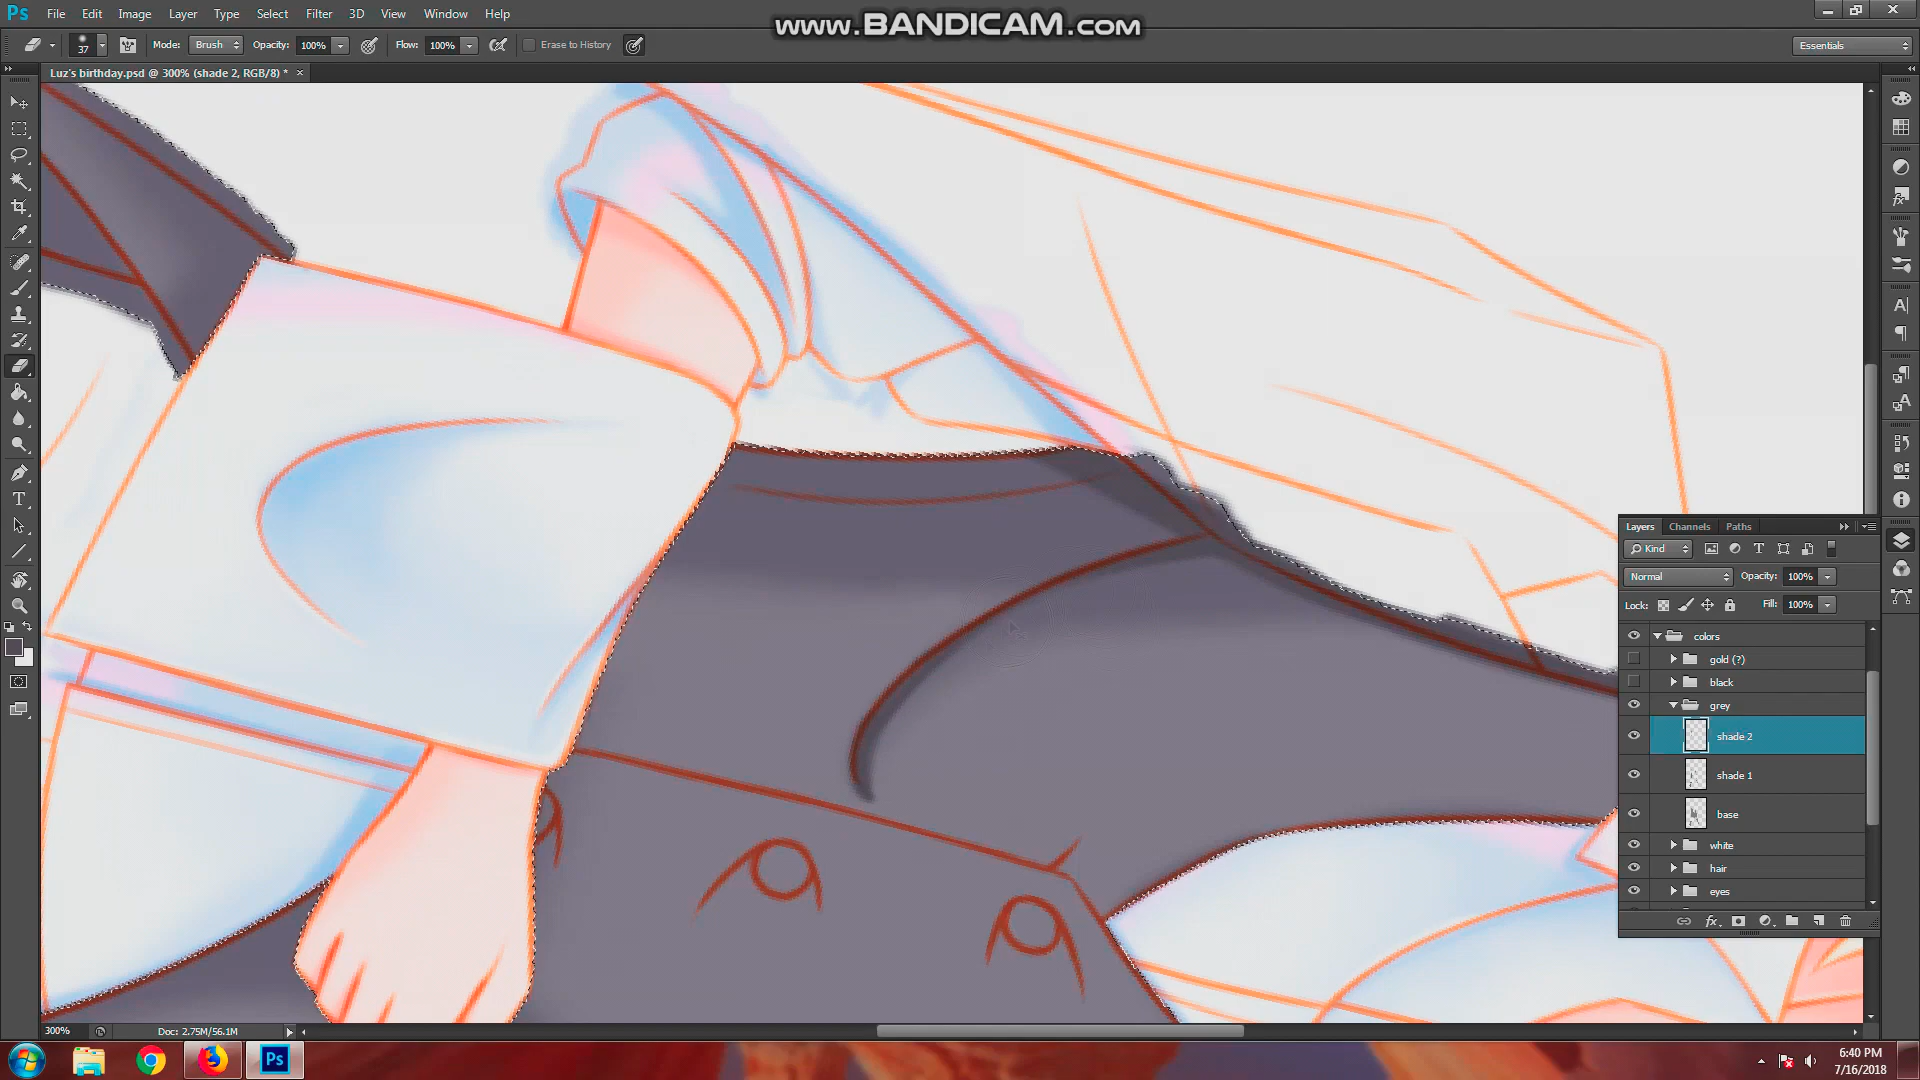 Ps File Edit Image Layer Type Select Filter 3D View Window Help
www.BANDICAM.com
37 Mode: Brush Opacity: 100% Flow: 100% Erase to History Essentials
Luz's birthday.psd @ 300% (shade 2, RGB/8) * ×
Layers Channels Paths
Kind
Normal Opacity: 100%
Lock: Fill: 100%
colors
gold (?)
black
grey
shade 2
shade 1
base
white
hair
eyes
300% Doc: 2.75M/56.1M
Ps
6:40 PM
7/16/2018